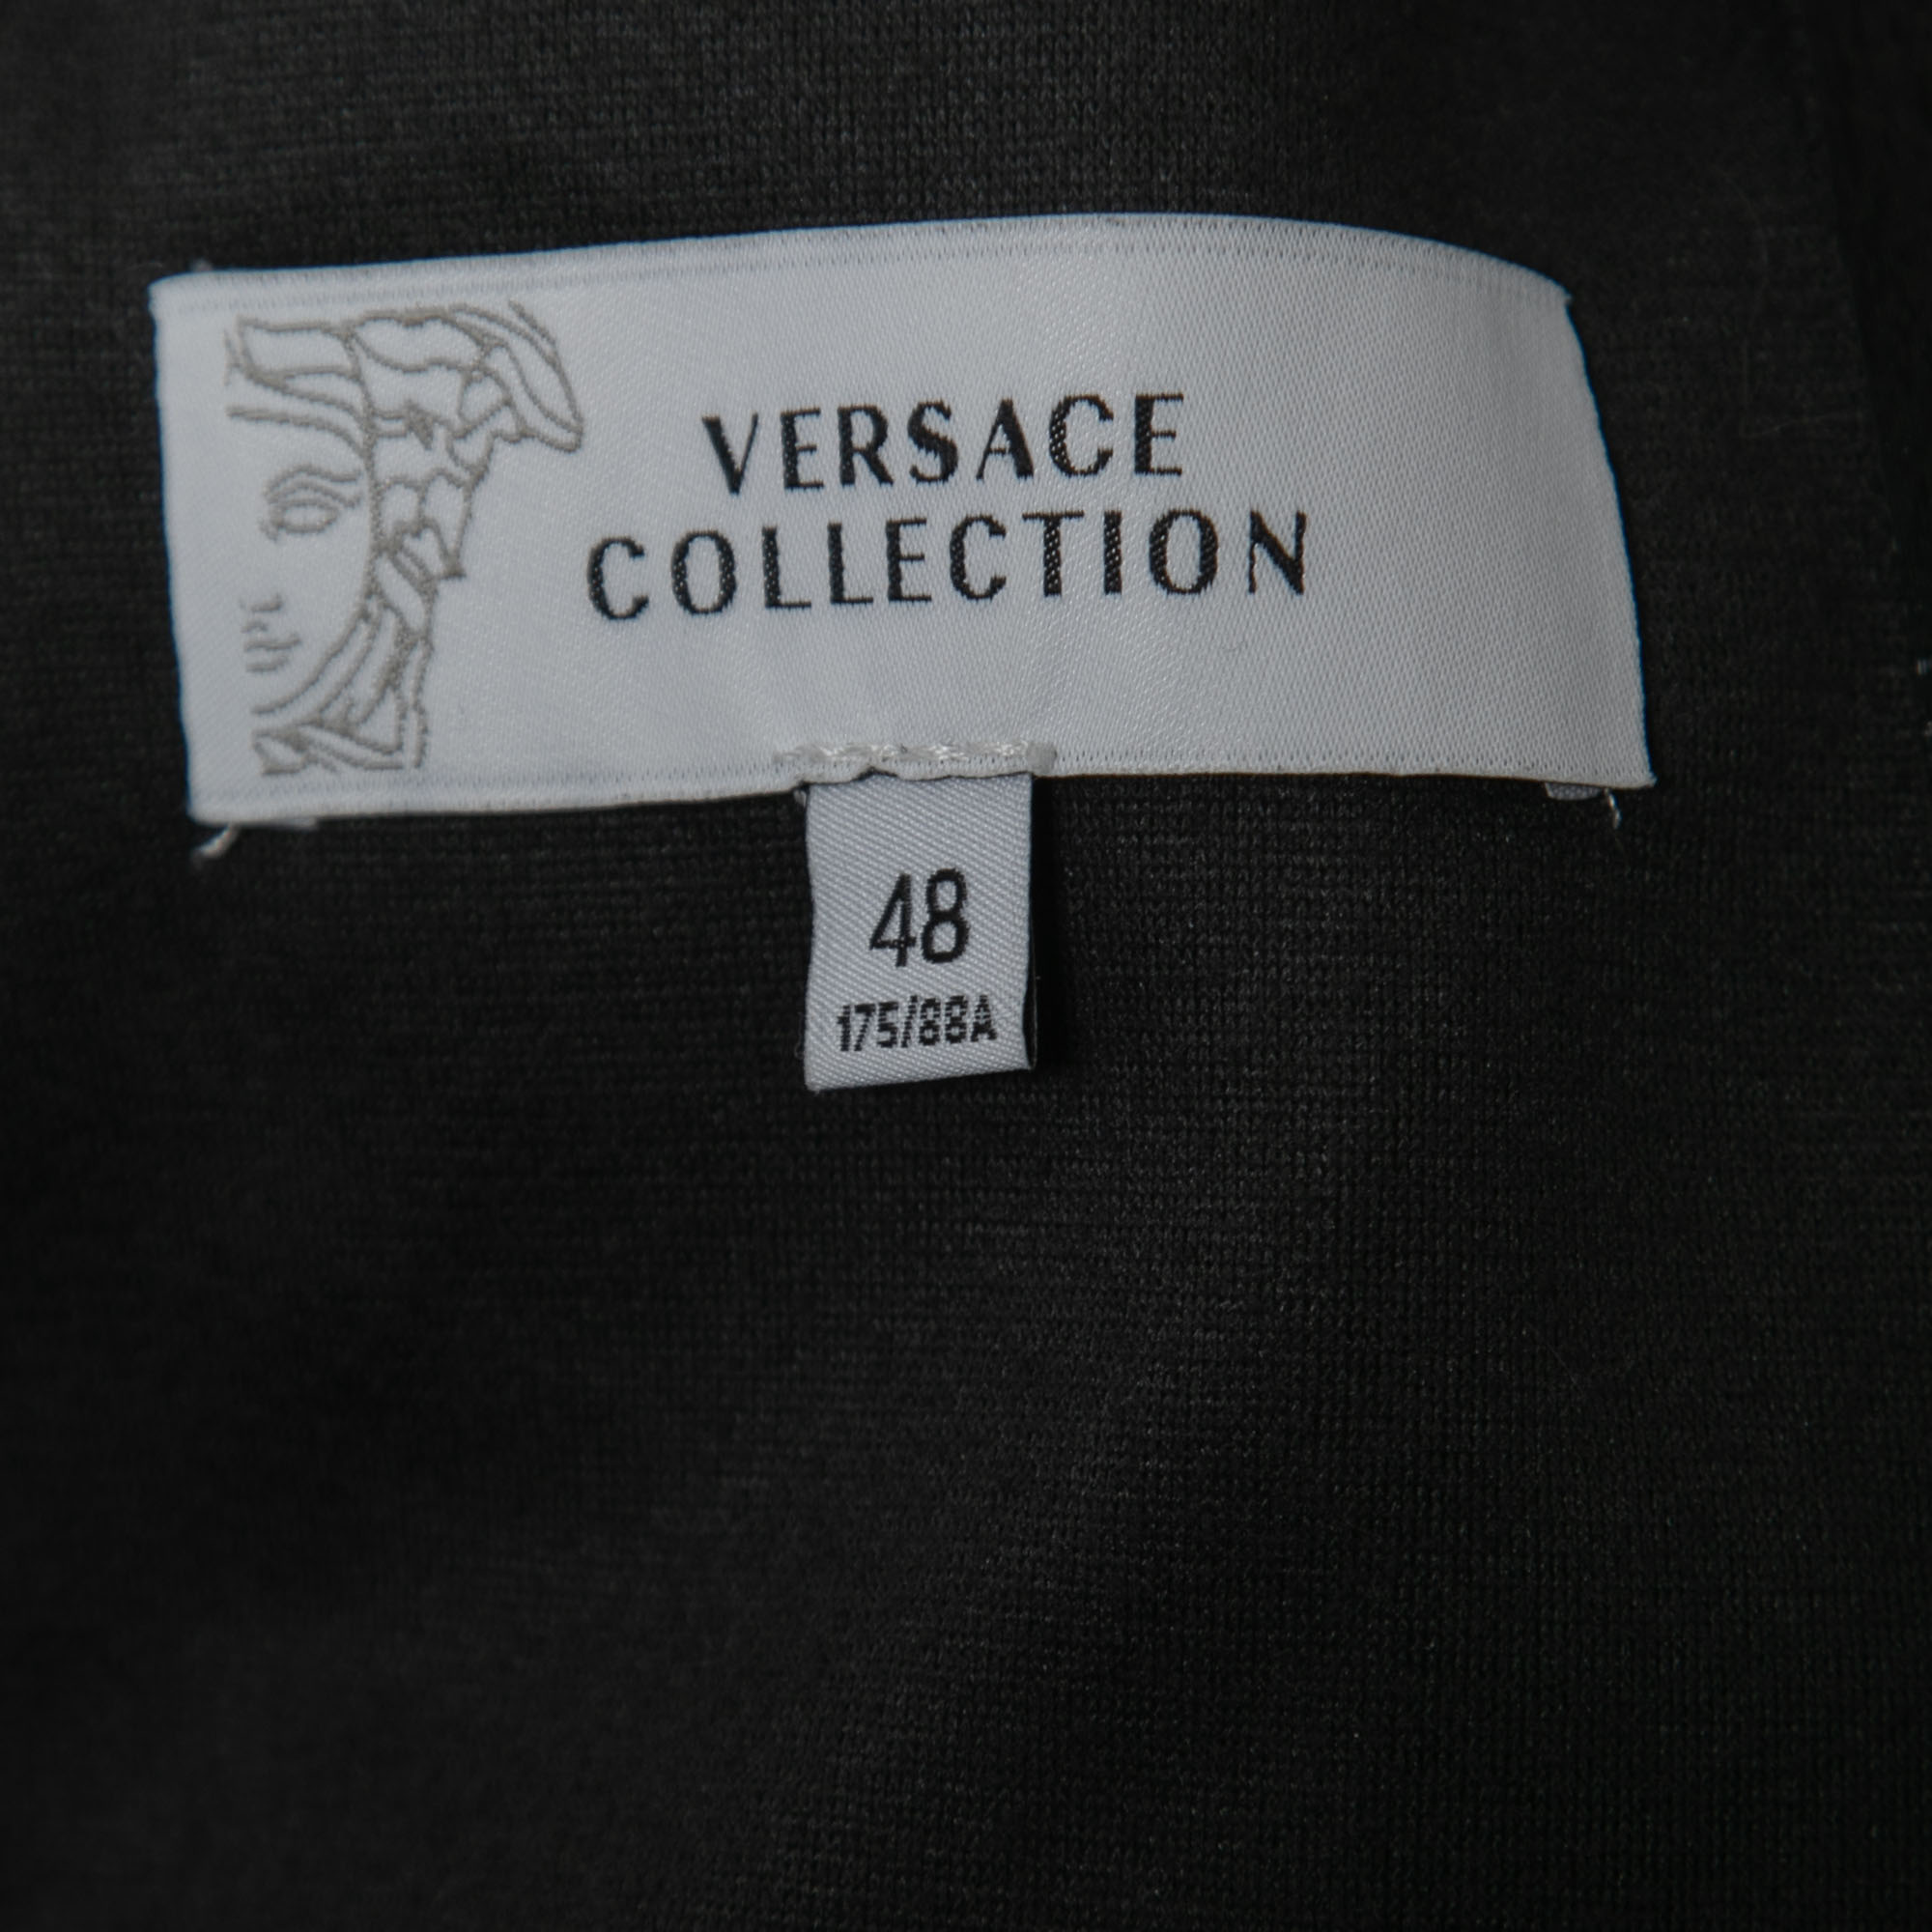 VERSACE
COLLECTION
48
175/88A